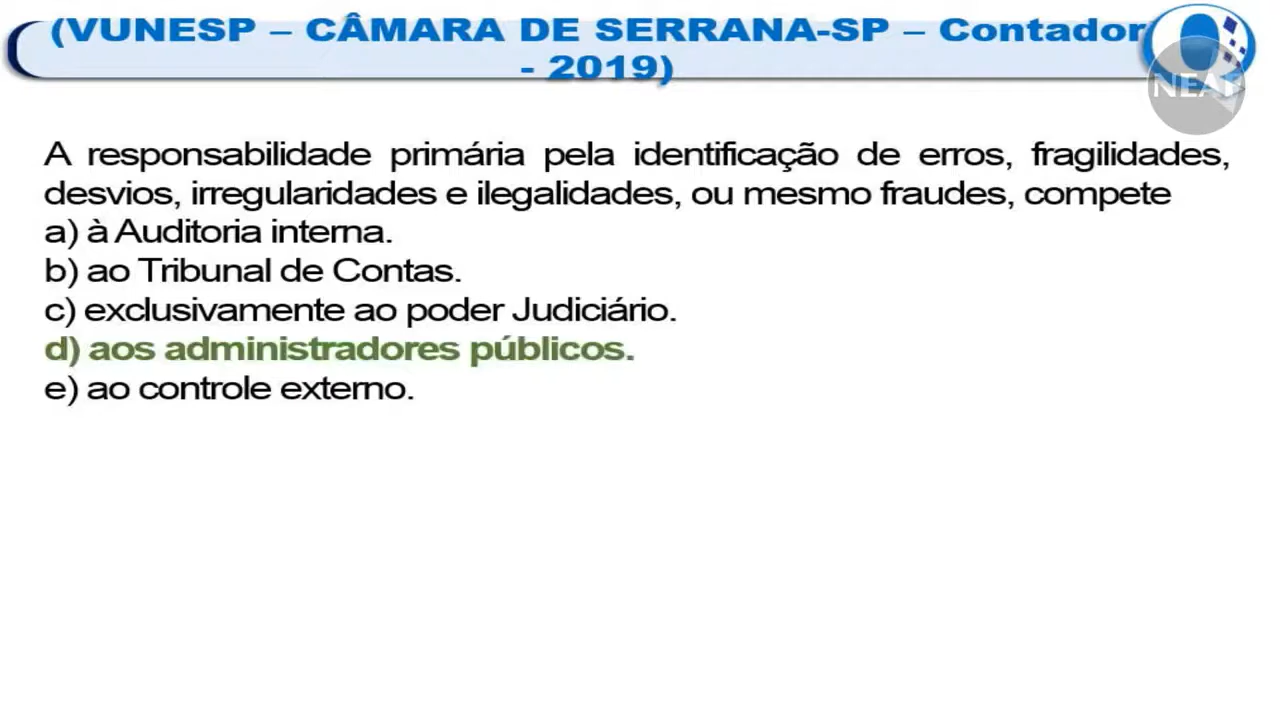 (VUNESP – CÂMARA DE SERRANA-SP – Contador
- 2019)
NEAF
A responsabilidade primária pela identificação de erros, fragilidades,
desvios, irregularidades e ilegalidades, ou mesmo fraudes, compete
a) à Auditoria interna.
b) ao Tribunal de Contas.
c) exclusivamente ao poder Judiciário.
d) aos administradores públicos.
e) ao controle externo.